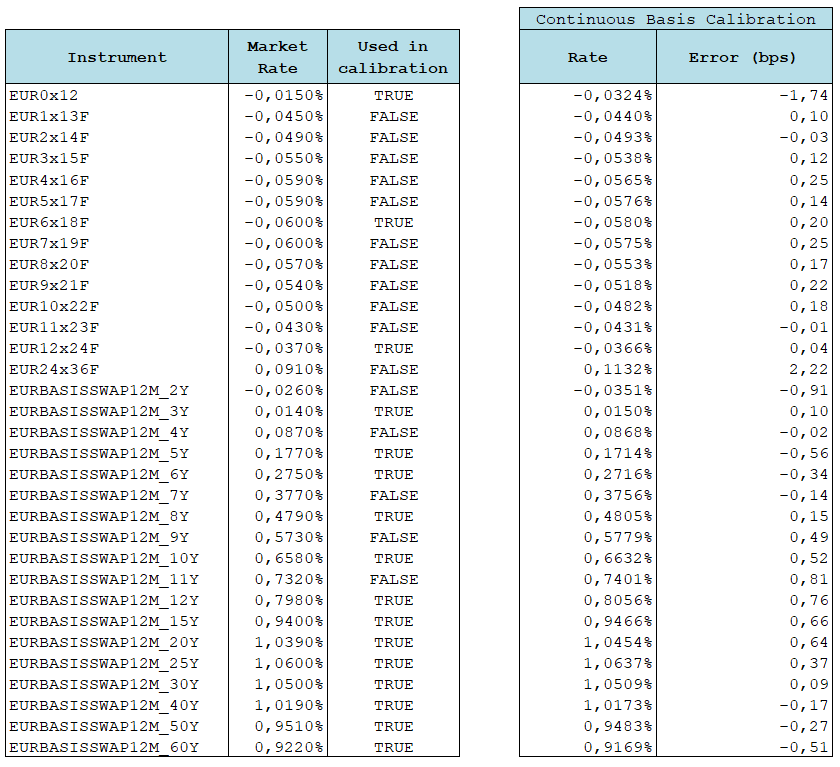 Continuous Basis Calibration
Instrument Market Rate Used in calibration Rate Error (bps)
EUR0x12 -0,0150% TRUE -0,0324% -1,74
EUR1x13F -0,0450% FALSE -0,0440% 0,10
EUR2x14F -0,0490% FALSE -0,0493% -0,03
EUR3x15F -0,0550% FALSE -0,0538% 0,12
EUR4x16F -0,0590% FALSE -0,0565% 0,25
EUR5x17F -0,0590% FALSE -0,0576% 0,14
EUR6x18F -0,0600% TRUE -0,0580% 0,20
EUR7x19F -0,0600% FALSE -0,0575% 0,25
EUR8x20F -0,0570% FALSE -0,0553% 0,17
EUR9x21F -0,0540% FALSE -0,0518% 0,22
EUR10x22F -0,0500% FALSE -0,0482% 0,18
EUR11x23F -0,0430% FALSE -0,0431% -0,01
EUR12x24F -0,0370% TRUE -0,0366% 0,04
EUR24x36F 0,0910% FALSE 0,1132% 2,22
EURBASISSWAP12M_2Y -0,0260% FALSE -0,0351% -0,91
EURBASISSWAP12M_3Y 0,0140% TRUE 0,0150% 0,10
EURBASISSWAP12M_4Y 0,0870% FALSE 0,0868% -0,02
EURBASISSWAP12M_5Y 0,1770% TRUE 0,1714% -0,56
EURBASISSWAP12M_6Y 0,2750% TRUE 0,2716% -0,34
EURBASISSWAP12M_7Y 0,3770% FALSE 0,3756% -0,14
EURBASISSWAP12M_8Y 0,4790% TRUE 0,4805% 0,15
EURBASISSWAP12M_9Y 0,5730% FALSE 0,5779% 0,49
EURBASISSWAP12M_10Y 0,6580% TRUE 0,6632% 0,52
EURBASISSWAP12M_11Y 0,7320% FALSE 0,7401% 0,81
EURBASISSWAP12M_12Y 0,7980% TRUE 0,8056% 0,76
EURBASISSWAP12M_15Y 0,9400% TRUE 0,9466% 0,66
EURBASISSWAP12M_20Y 1,0390% TRUE 1,0454% 0,64
EURBASISSWAP12M_25Y 1,0600% TRUE 1,0637% 0,37
EURBASISSWAP12M_30Y 1,0500% TRUE 1,0509% 0,09
EURBASISSWAP12M_40Y 1,0190% TRUE 1,0173% -0,17
EURBASISSWAP12M_50Y 0,9510% TRUE 0,9483% -0,27
EURBASISSWAP12M_60Y 0,9220% TRUE 0,9169% -0,51